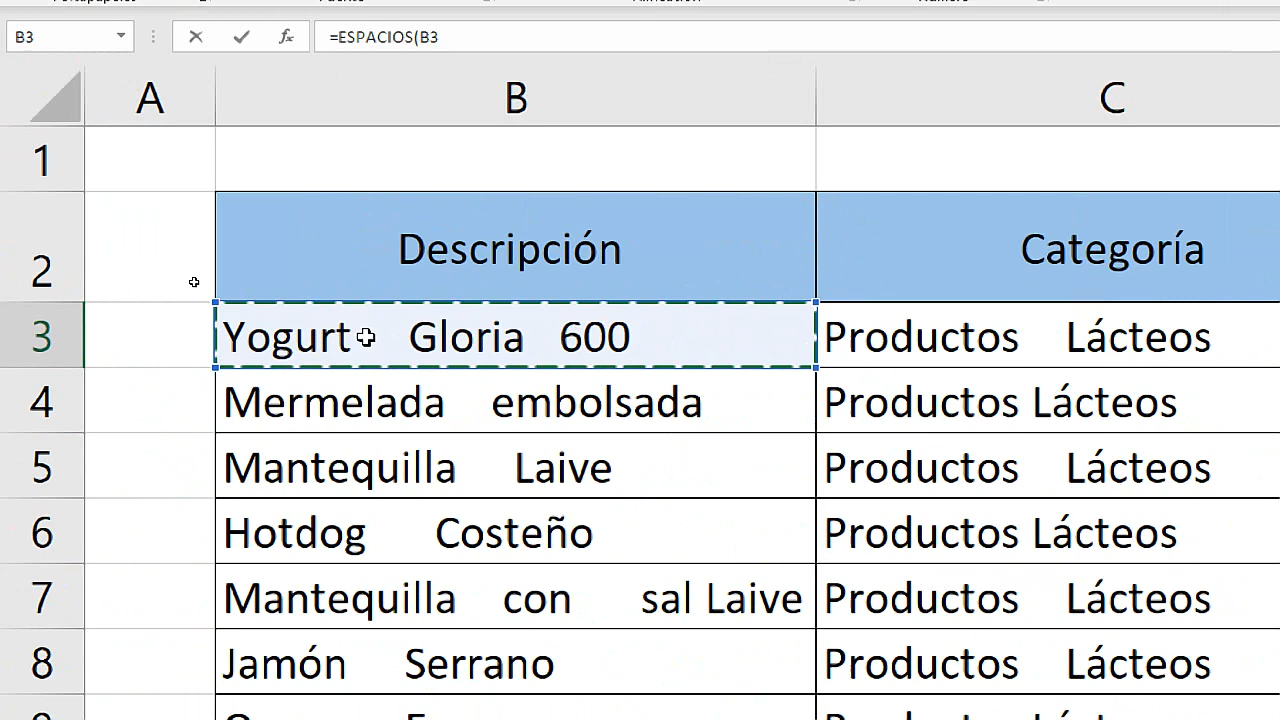 B3 fx =ESPACIOS(B3
A B C
1
2 Descripción Categoría
3 Yogurt Gloria 600 Productos Lácteos
4 Mermelada embolsada Productos Lácteos
5 Mantequilla Laive Productos Lácteos
6 Hotdog Costeño Productos Lácteos
7 Mantequilla con sal Laive Productos Lácteos
8 Jamón Serrano Productos Lácteos